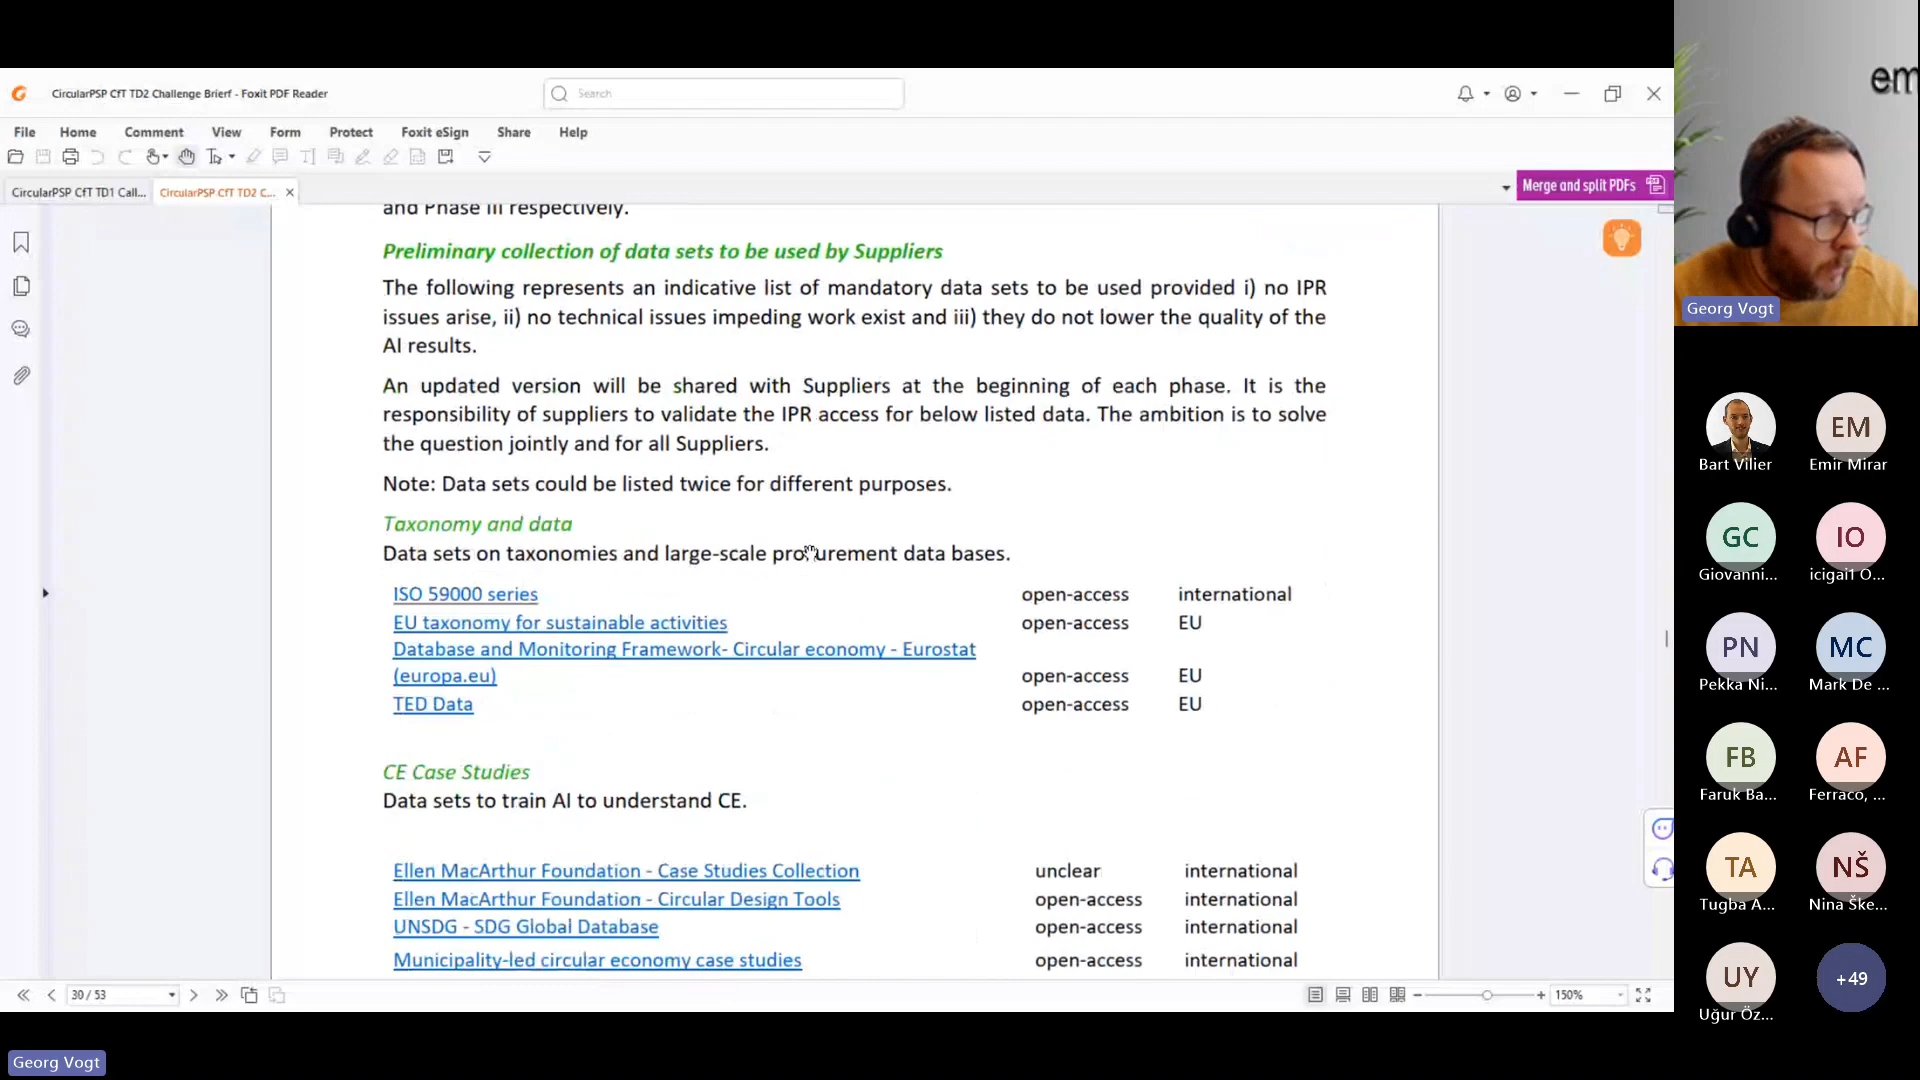 CircularPSP CfT TD2 Challenge Brierf - Foxit PDF Reader
Search
File Home Comment View Form Protect Foxit eSign Share Help
CircularPSP CfT TD1 Call...
CircularPSP CfT TD2 C...
Merge and split PDFs
and Phase III respectively.
Preliminary collection of data sets to be used by Suppliers
The following represents an indicative list of mandatory data sets to be used provided i) no IPR
issues arise, ii) no technical issues impeding work exist and iii) they do not lower the quality of the
AI results.
An updated version will be shared with Suppliers at the beginning of each phase. It is the
responsibility of suppliers to validate the IPR access for below listed data. The ambition is to solve
the question jointly and for all Suppliers.
Note: Data sets could be listed twice for different purposes.
Taxonomy and data
Data sets on taxonomies and large-scale procurement data bases.
ISO 59000 series open-access international
EU taxonomy for sustainable activities open-access EU
Database and Monitoring Framework- Circular economy - Eurostat
(europa.eu) open-access EU
TED Data open-access EU
CE Case Studies
Data sets to train AI to understand CE.
Ellen MacArthur Foundation - Case Studies Collection unclear international
Ellen MacArthur Foundation - Circular Design Tools open-access international
UNSDG - SDG Global Database open-access international
Municipality-led circular economy case studies open-access international
30 / 53
150%
Georg Vogt
em
Georg Vogt
Bart Vilier
EM
Emir Mirar
GC
Giovanni...
IO
icigai1 O...
PN
Pekka Ni...
MC
Mark De ...
FB
Faruk Ba...
AF
Ferraco, ...
TA
Tugba A...
NŠ
Nina Ške...
UY
Uğur Öz...
+49